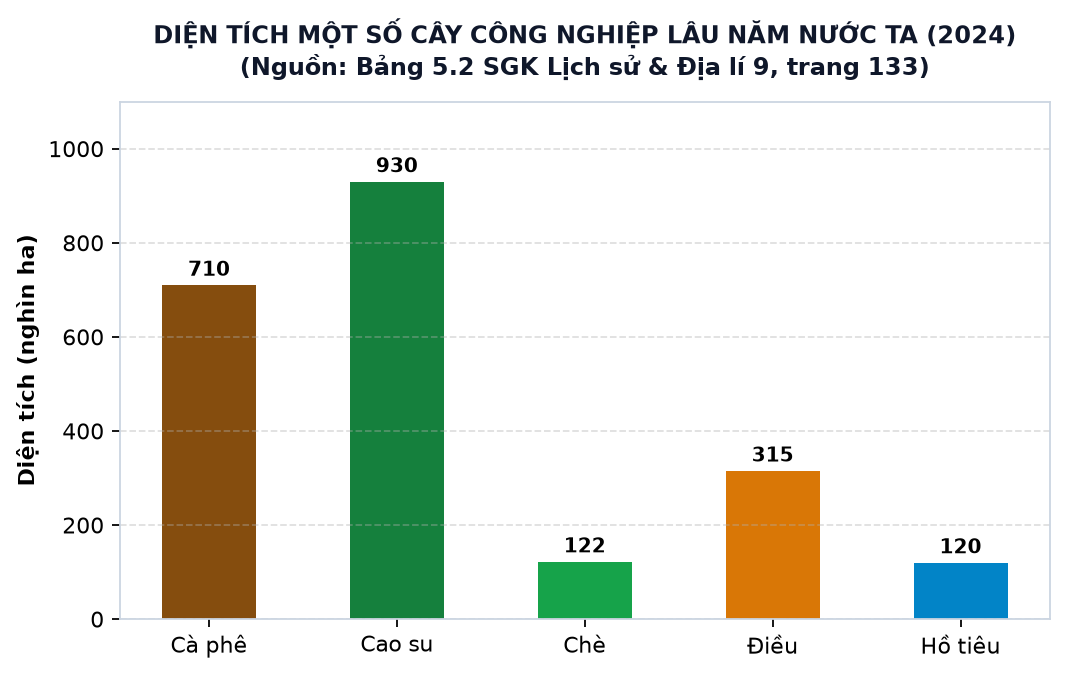 DIỆN TÍCH MỘT SỐ CÂY CÔNG NGHIỆP LÂU NĂM NƯỚC TA (2024)
(Nguồn: Bảng 5.2 SGK Lịch sử & Địa lí 9, trang 133)
Diện tích (nghìn ha)
1000
800
600
400
200
0
710
930
122
315
120
Cà phê
Cao su
Chè
Điều
Hồ tiêu